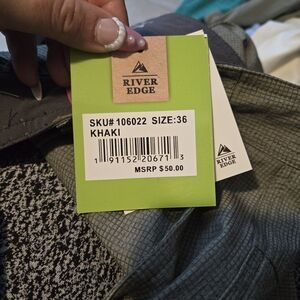 RIVER
EDGE
SKU# 106022 SIZE:36
KHAKI
1 91152 20671 3
MSRP $50.00
RIVER
EDGE